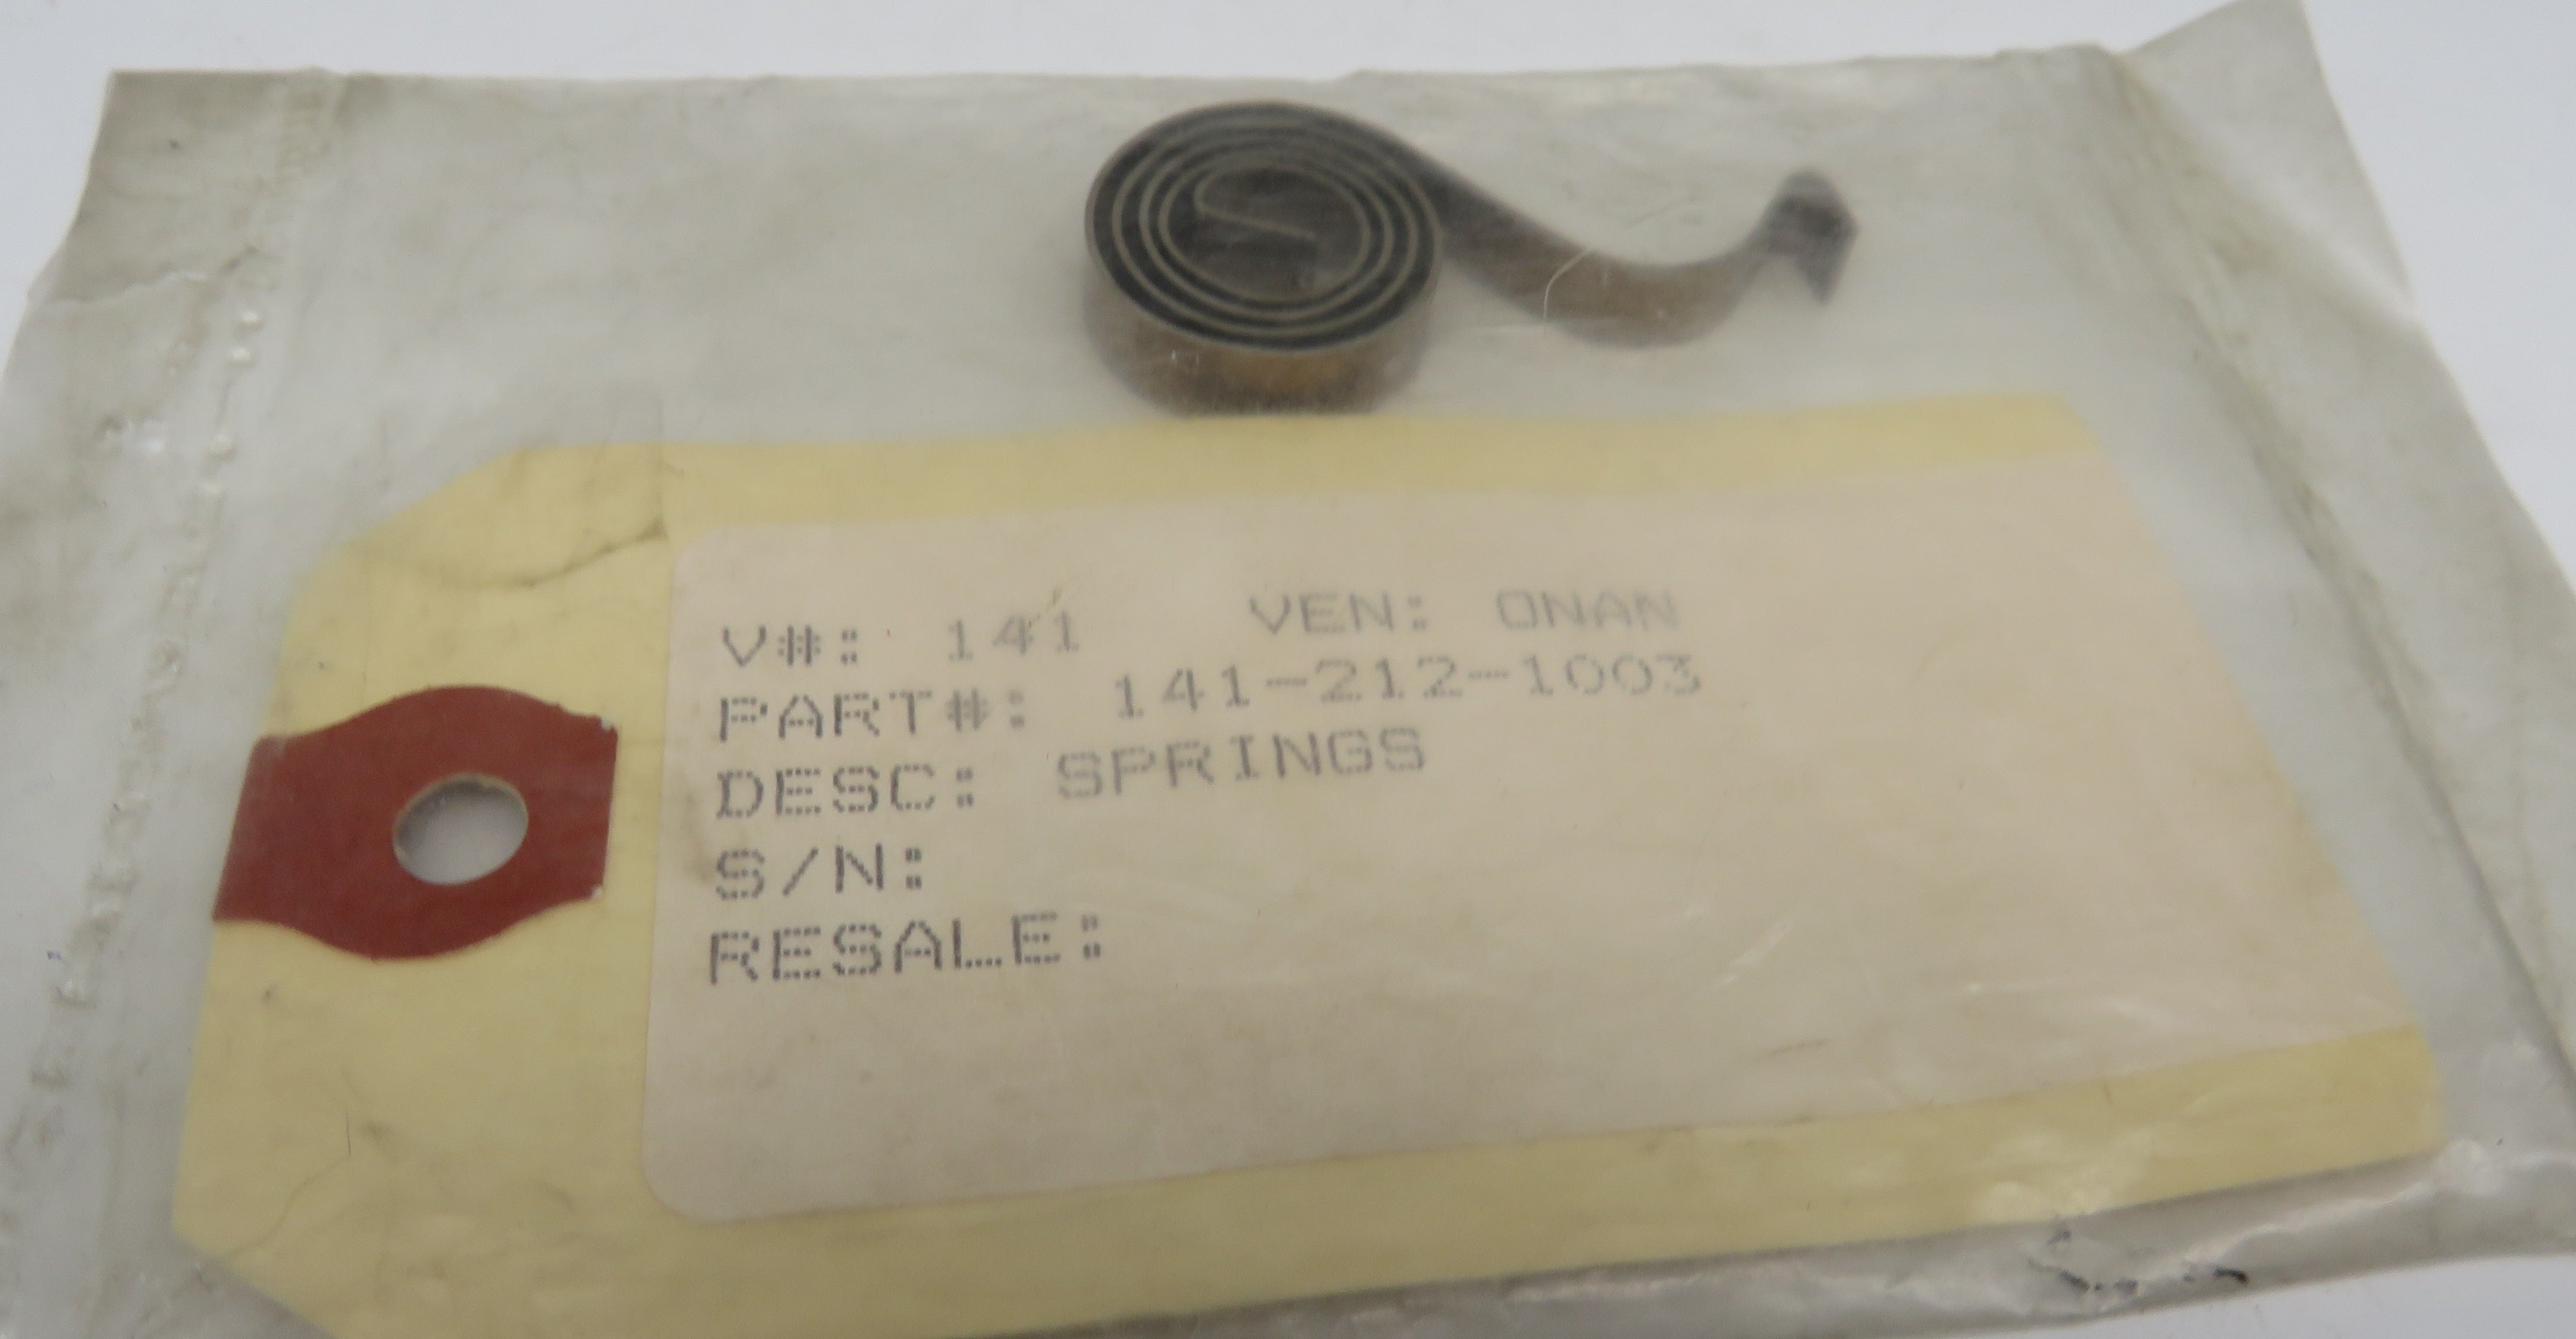 V#: 141 VEN: ONAN
PART#: 141-212-1003
DESC: SPRINGS
S/N:
RESALE: